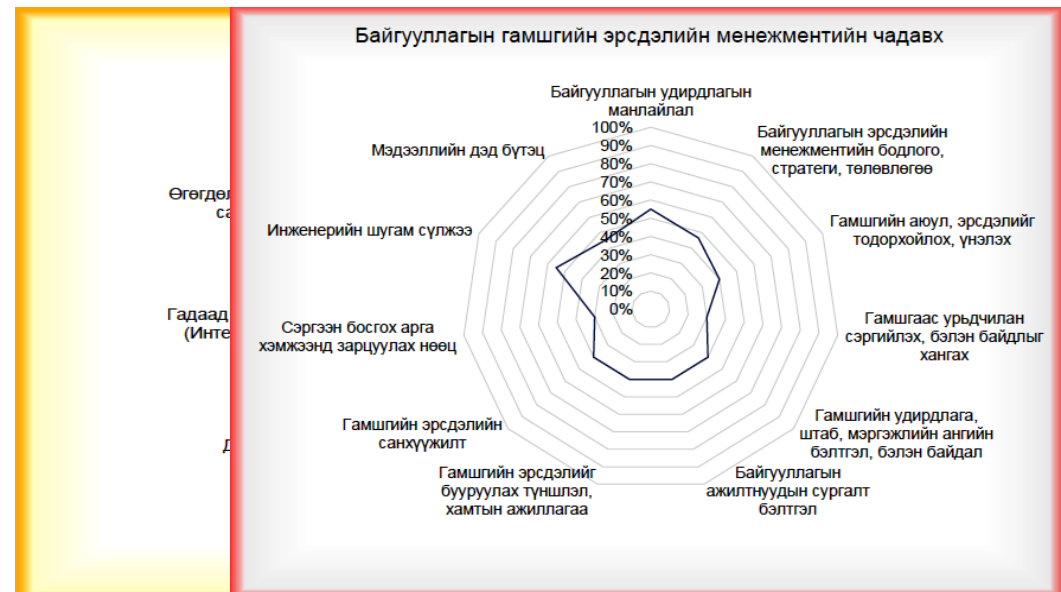 Байгууллагын гамшгийн эрсдэлийн менежментийн чадавх
Байгууллагын удирдлагын
манлайлал
Байгууллагын эрсдэлийн
менежментийн бодлого,
стратеги, төлөвлөгөө
Гамшгийн аюул, эрсдэлийг
тодорхойлох, үнэлэх
Гамшгаас урьдчилан
сэргийлэх, бэлэн байдлыг
хангах
Гамшгийн удирдлага,
штаб, мэргэжлийн ангийн
бэлтгэл, бэлэн байдал
Байгууллагын
ажилтнуудын сургалт
бэлтгэл
Гамшгийн эрсдэлийг
бууруулах түншлэл,
хамтын ажиллагаа
Гамшгийн эрсдэлийн
санхүүжилт
Сэргээн босгох арга
хэмжээнд зарцуулах нөөц
Инженерийн шугам сүлжээ
Мэдээллийн дэд бүтэц
100%
90%
80%
70%
60%
50%
40%
30%
20%
10%
0%
Гадаад